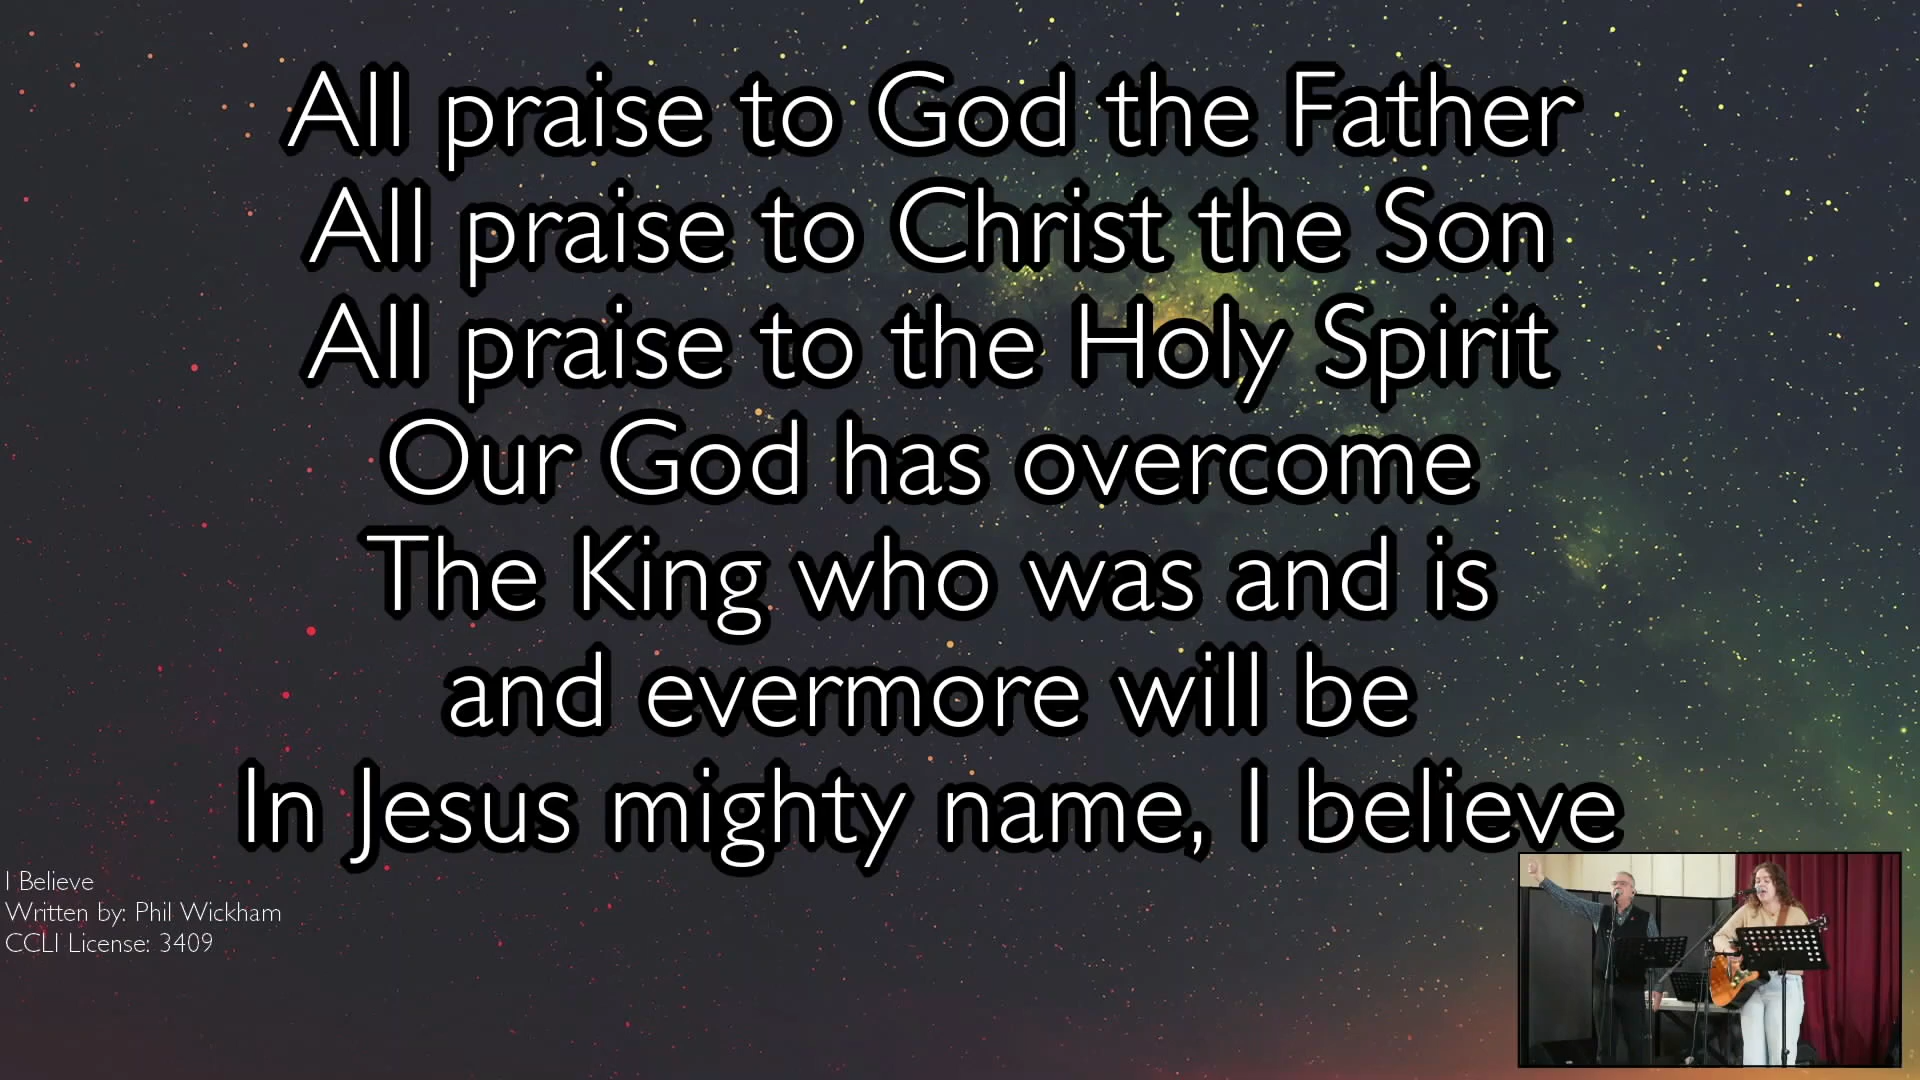 All praise to God the Father
All praise to Christ the Son
All praise to the Holy Spirit
Our God has overcome
The King who was and is
and evermore will be
In Jesus mighty name, I believe
I Believe
Written by: Phil Wickham
CCLI License: 3409